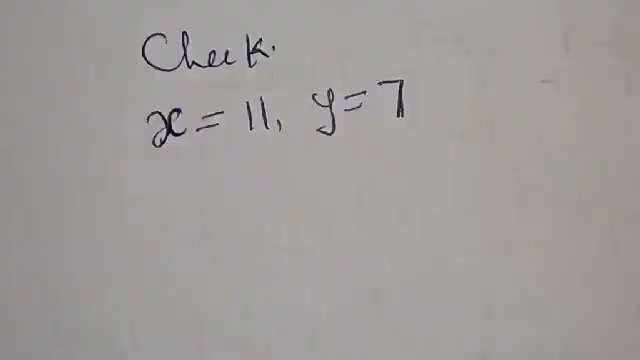 Check.
x = 11, y = 7